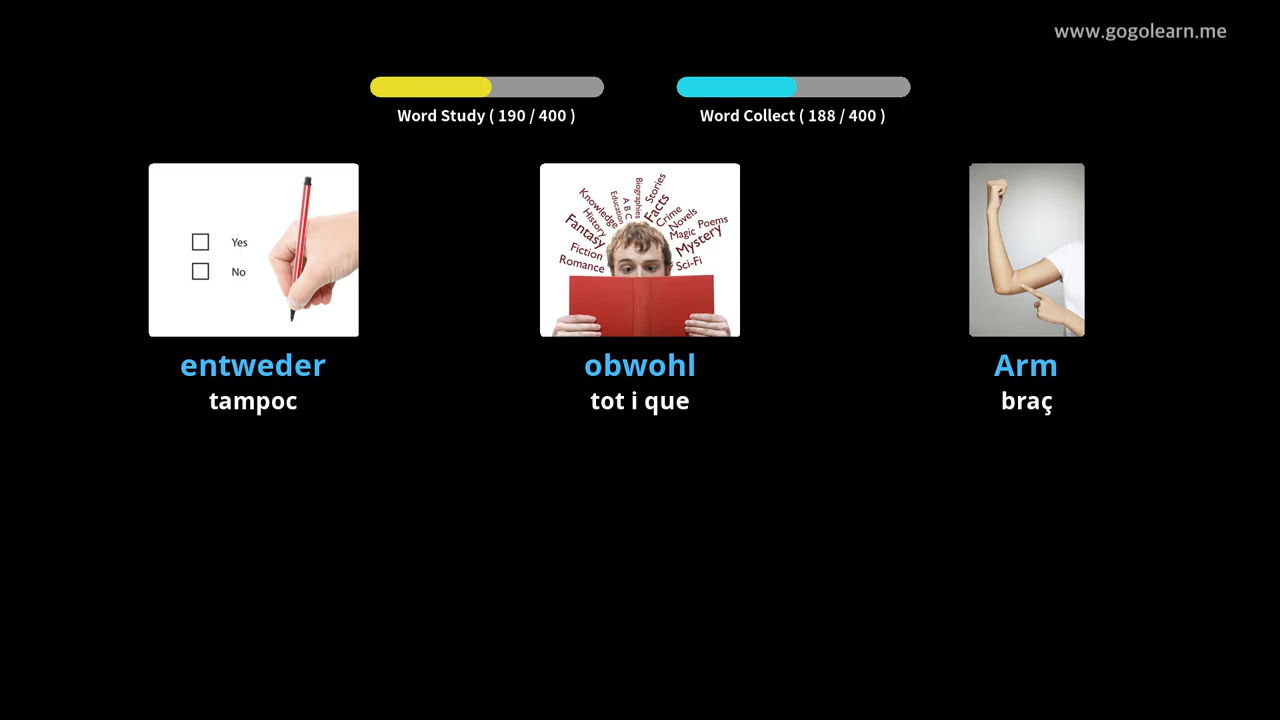 www.gogolearn.me
Word Study ( 190 / 400 )
Word Collect ( 188 / 400 )
Yes
No
Knowledge
History
Fantasy
Fiction
Romance
Education
A B C
Biographies
Stories
Facts
Crime
Novels
Magic
Poems
Mystery
Sci-Fi
entweder
tampoc
obwohl
tot i que
Arm
braç